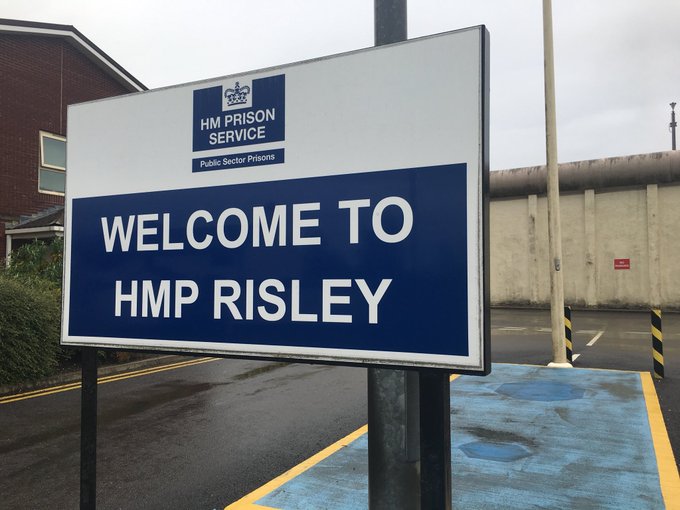 HM PRISON
SERVICE
Public Sector Prisons
WELCOME TO
HMP RISLEY